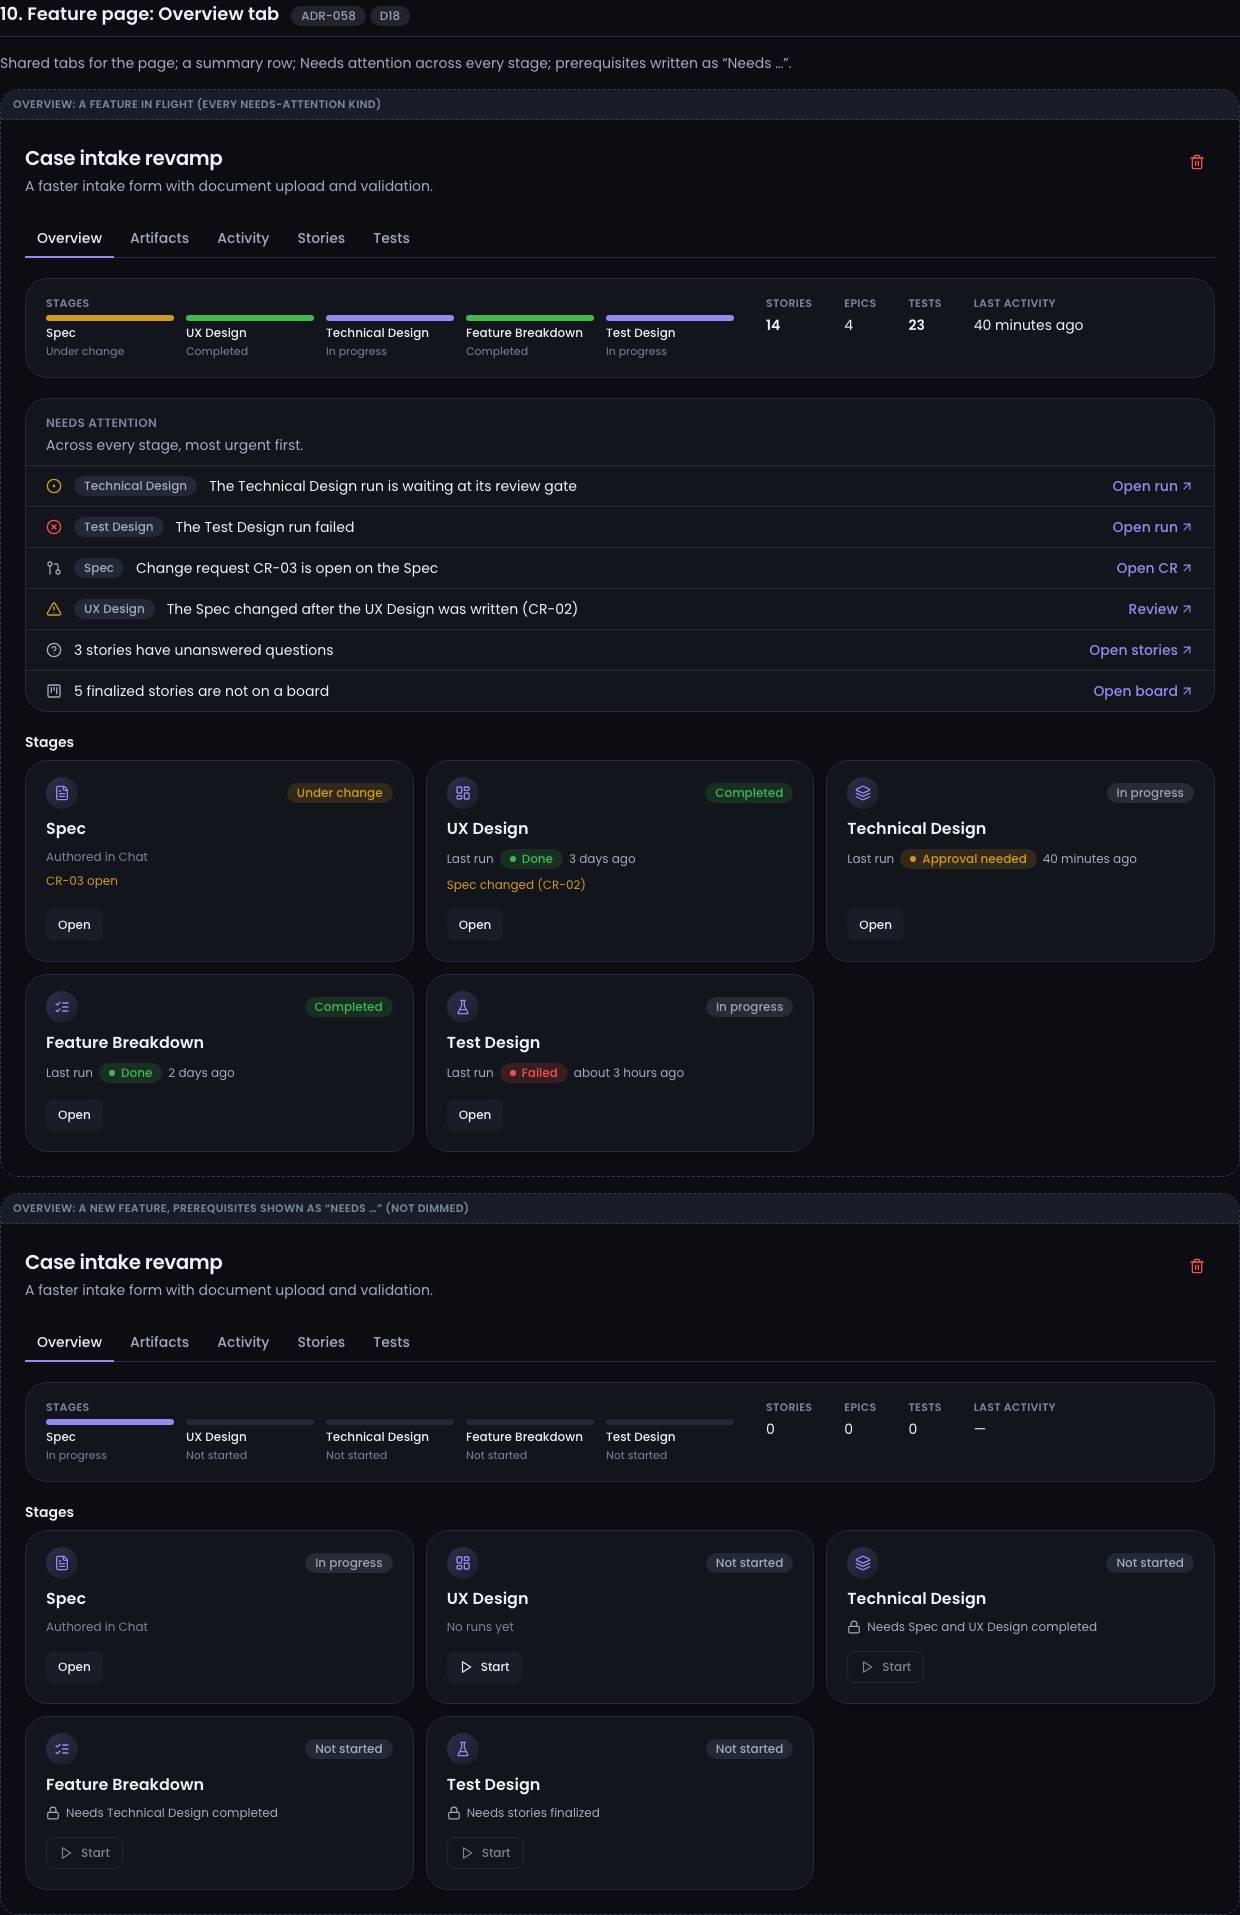 10. Feature page: Overview tab ADR-058 D18
Shared tabs for the page; a summary row; Needs attention across every stage; prerequisites written as “Needs …”.
OVERVIEW: A FEATURE IN FLIGHT (EVERY NEEDS-ATTENTION KIND)
Case intake revamp
A faster intake form with document upload and validation.
Overview Artifacts Activity Stories Tests
STAGES STORIES EPICS TESTS LAST ACTIVITY
14 4 23 40 minutes ago
Spec UX Design Technical Design Feature Breakdown Test Design
Under change Completed In progress Completed In progress
NEEDS ATTENTION
Across every stage, most urgent first.
Technical Design The Technical Design run is waiting at its review gate Open run
Test Design The Test Design run failed Open run
Spec Change request CR-03 is open on the Spec Open CR
UX Design The Spec changed after the UX Design was written (CR-02) Review
3 stories have unanswered questions Open stories
5 finalized stories are not on a board Open board
Stages
Under change Completed In progress
Spec UX Design Technical Design
Authored in Chat Last run Done 3 days ago Last run Approval needed 40 minutes ago
CR-03 open Spec changed (CR-02)
Open Open Open
Completed In progress
Feature Breakdown Test Design
Last run Done 2 days ago Last run Failed about 3 hours ago
Open Open
OVERVIEW: A NEW FEATURE, PREREQUISITES SHOWN AS “NEEDS …” (NOT DIMMED)
Case intake revamp
A faster intake form with document upload and validation.
Overview Artifacts Activity Stories Tests
STAGES STORIES EPICS TESTS LAST ACTIVITY
0 0 0 —
Spec UX Design Technical Design Feature Breakdown Test Design
In progress Not started Not started Not started Not started
Stages
In progress Not started Not started
Spec UX Design Technical Design
Authored in Chat No runs yet Needs Spec and UX Design completed
Open Start Start
Not started Not started
Feature Breakdown Test Design
Needs Technical Design completed Needs stories finalized
Start Start